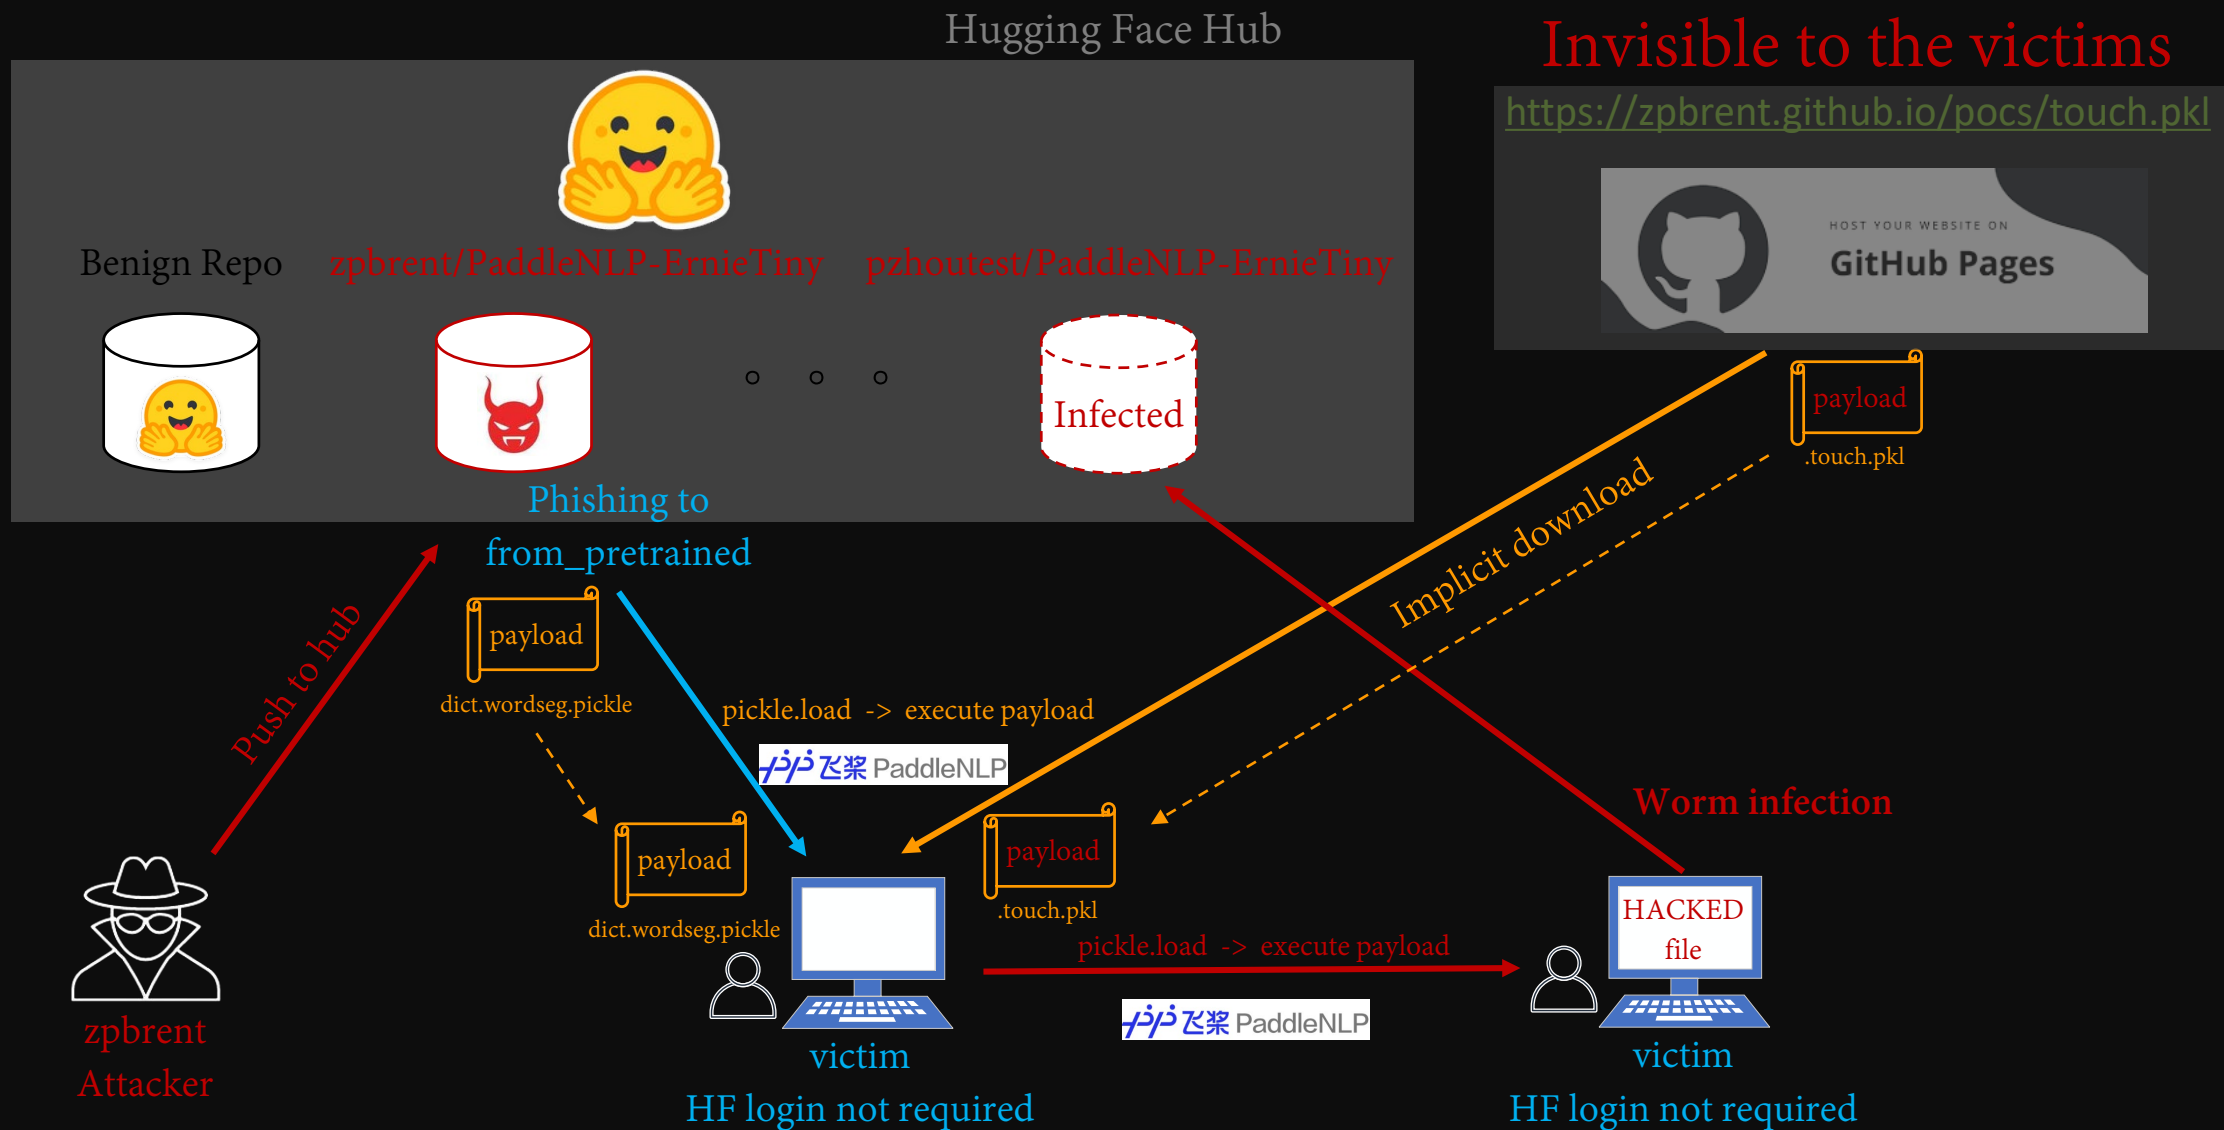 Hugging Face Hub
Invisible to the victims
https://zpbrent.github.io/pocs/touch.pkl
HOST YOUR WEBSITE ON
GitHub Pages
Benign Repo
zpbrent/PaddleNLP-ErnieTiny
pzhoutest/PaddleNLP-ErnieTiny
Infected
payload
.touch.pkl
Phishing to
from_pretrained
Implicit download
Push to hub
payload
dict.wordseg.pickle
pickle.load -> execute payload
飞桨 PaddleNLP
payload
dict.wordseg.pickle
payload
.touch.pkl
Worm infection
HACKED
file
pickle.load -> execute payload
飞桨 PaddleNLP
zpbrent
Attacker
victim
HF login not required
victim
HF login not required